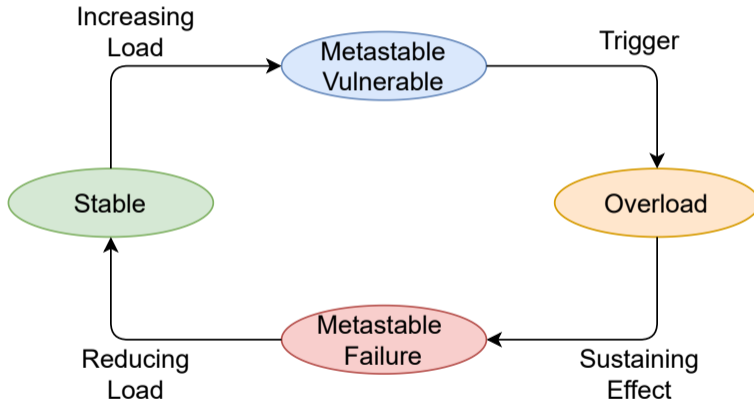 Increasing
Load
Metastable
Vulnerable
Trigger
Stable
Overload
Metastable
Failure
Reducing
Load
Sustaining
Effect